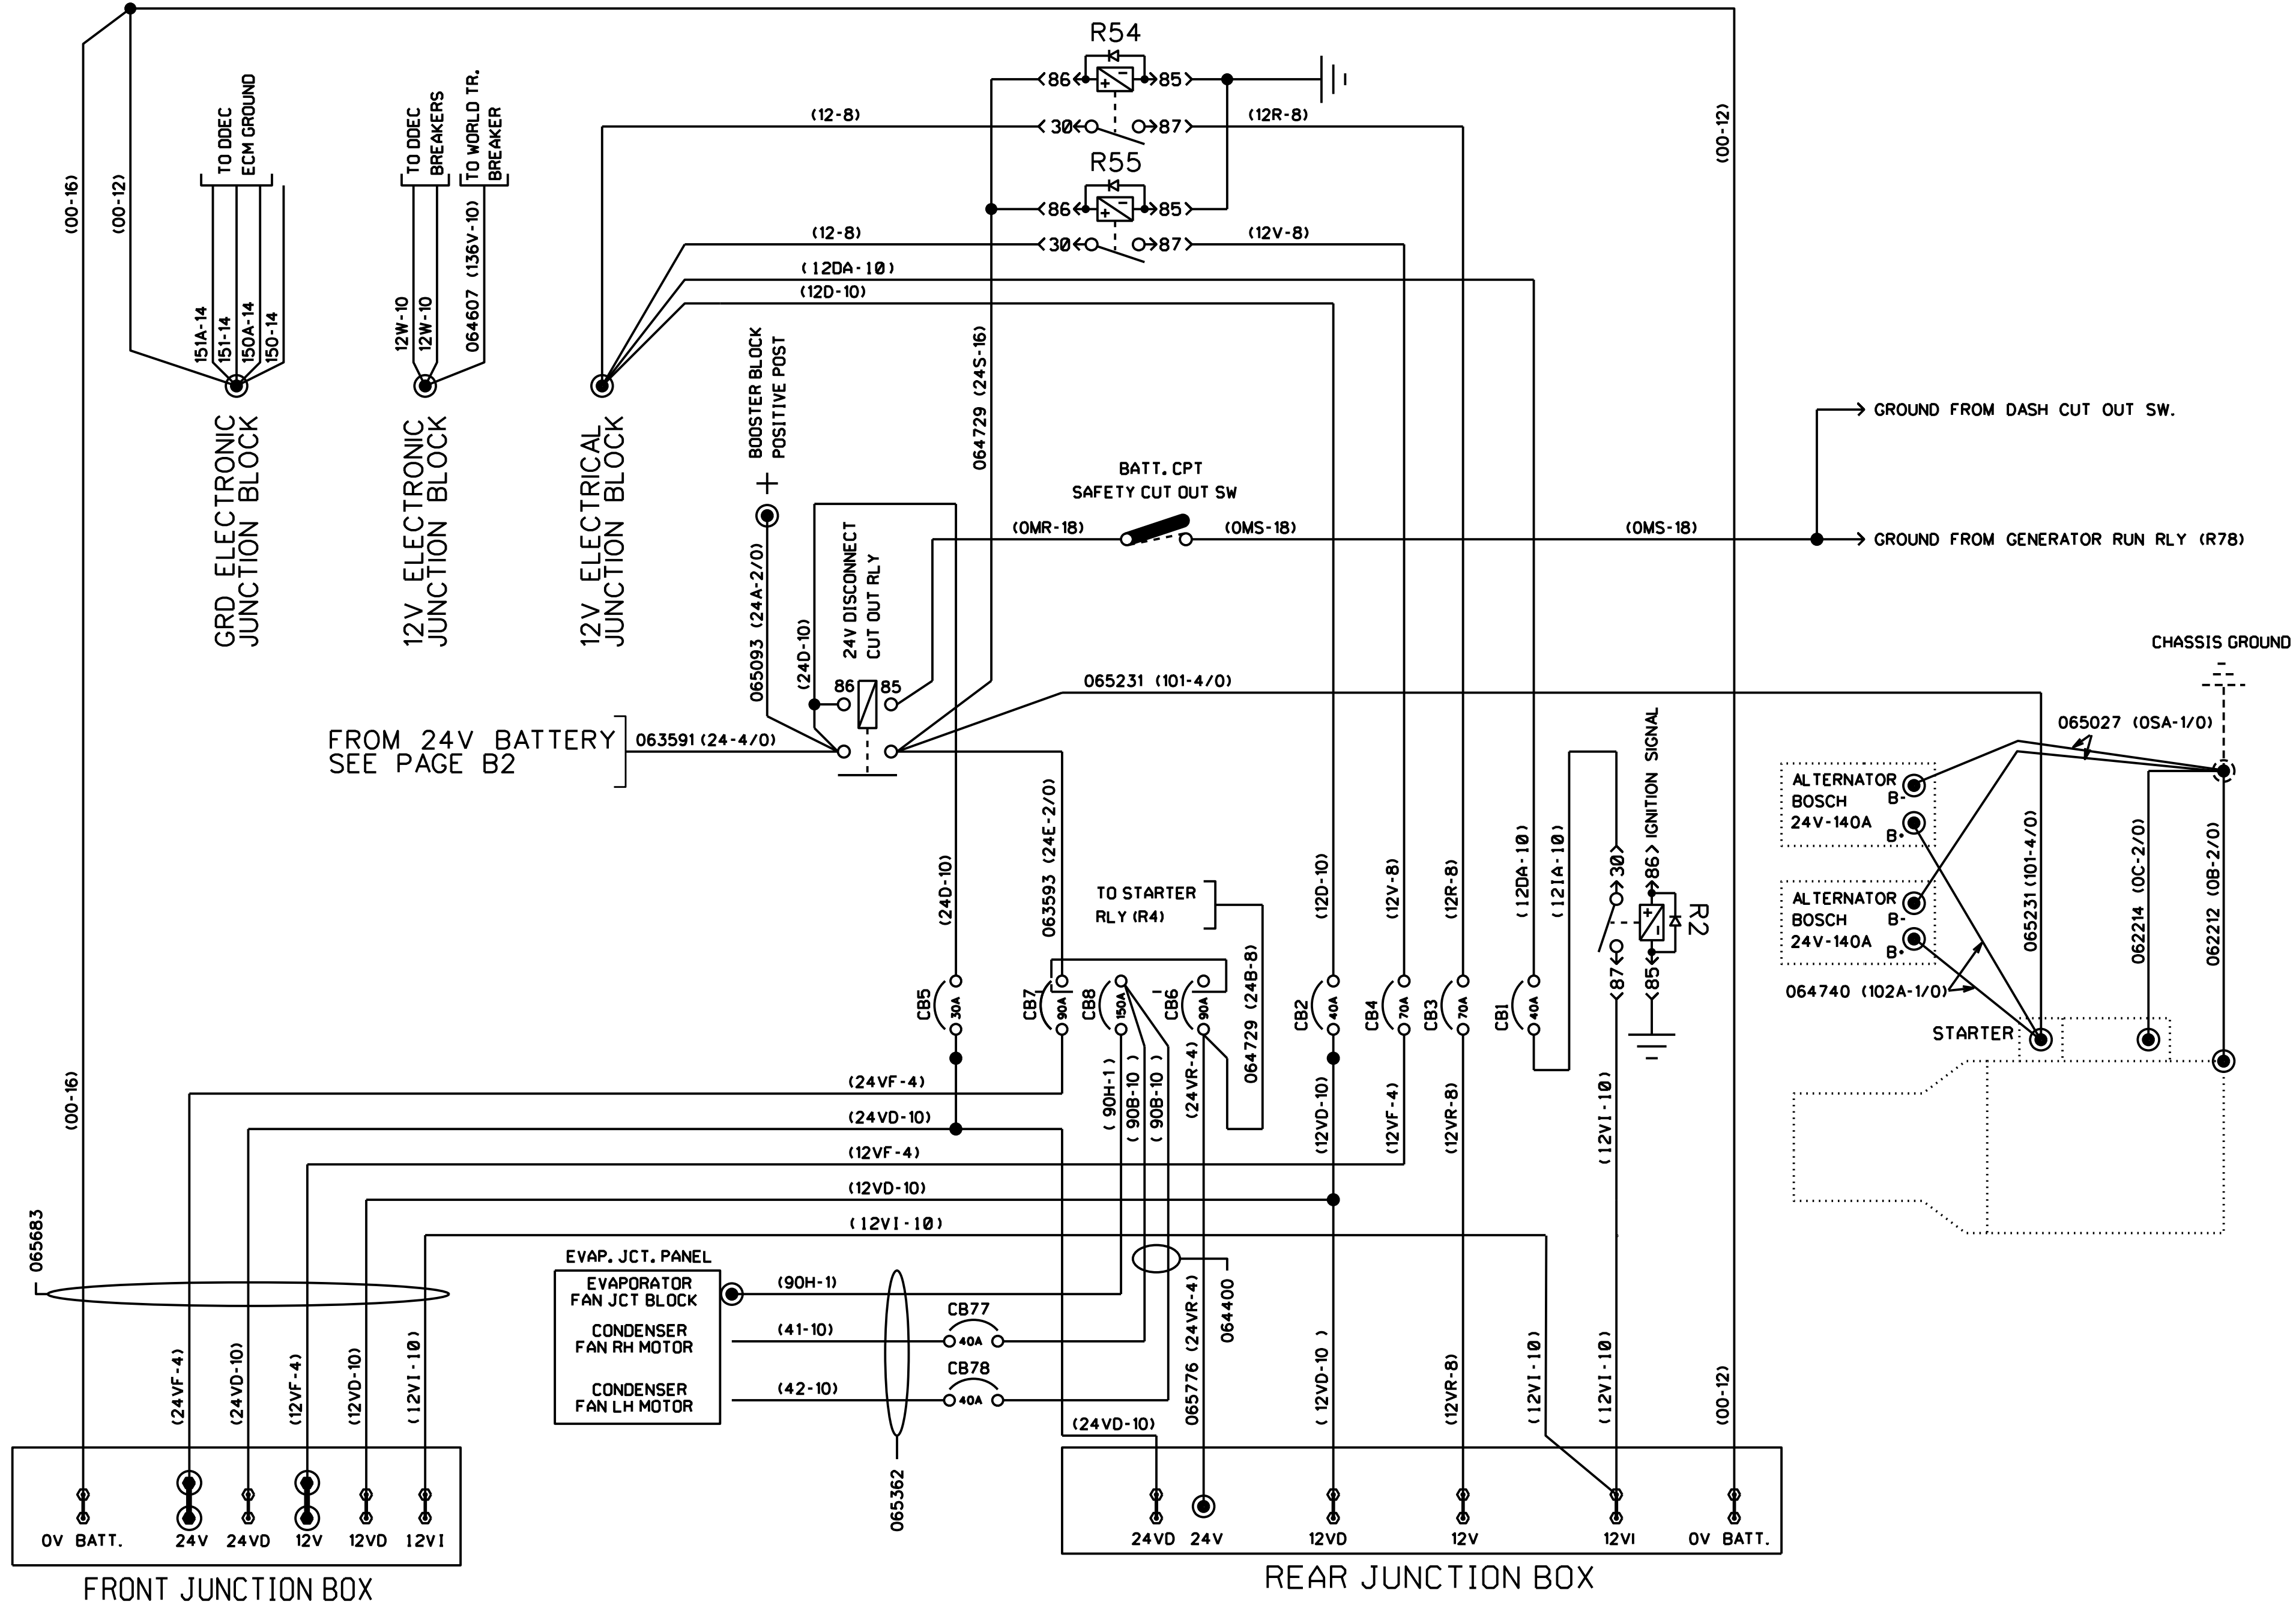 R54
86
+
-
85
(12-8)
30
87
(12R-8)
R55
86
+
-
85
(12-8)
30
87
(12V-8)
(12DA-10)
(12D-10)
(00-16)
(00-12)
TO DDEC
ECM GROUND
151A-14
151-14
150A-14
150-14
GRD ELECTRONIC
JUNCTION BLOCK
TO DDEC
BREAKERS
TO WORLD TR.
BREAKER
12W-10
12W-10
064607 (136V-10)
12V ELECTRONIC
JUNCTION BLOCK
12V ELECTRICAL
JUNCTION BLOCK
(00-12)
BOOSTER BLOCK
POSITIVE POST
+
064729 (24S-16)
GROUND FROM DASH CUT OUT SW.
BATT. CPT
SAFETY CUT OUT SW
(0MR-18)
(0MS-18)
(0MS-18)
GROUND FROM GENERATOR RUN RLY (R78)
065093 (24A-2/0)
(24D-10)
24V DISCONNECT
CUT OUT RLY
86
85
065231 (101-4/0)
FROM 24V BATTERY
SEE PAGE B2
063591 (24-4/0)
CHASSIS GROUND
065027 (0SA-1/0)
ALTERNATOR
BOSCH
24V-140A
B-
B+
ALTERNATOR
BOSCH
24V-140A
B-
B+
064740 (102A-1/0)
065231 (101-4/0)
062214 (0C-2/0)
062212 (0B-2/0)
STARTER
(24D-10)
063593 (24E-2/0)
TO STARTER
RLY (R4)
064729 (24B-8)
(12D-10)
(12V-8)
(12R-8)
(12DA-10)
(12IA-10)
30
86
IGNITION SIGNAL
+
-
R2
87
85
CB5
30A
CB7
90A
CB8
150A
CB6
90A
CB2
40A
CB4
70A
CB3
70A
CB1
40A
(24VF-4)
(24VD-10)
(12VF-4)
(12VD-10)
(12VI-10)
(90H-1)
(90B-10)
(90B-10)
(24VR-4)
(12VD-10)
(12VF-4)
(12VR-8)
(12VI-10)
(00-16)
065683
EVAP. JCT. PANEL
EVAPORATOR
FAN JCT BLOCK
CONDENSER
FAN RH MOTOR
CONDENSER
FAN LH MOTOR
(90H-1)
(41-10)
CB77
40A
(42-10)
CB78
40A
065362
064400
065776 (24VR-4)
(24VD-10)
(24VF-4)
(24VD-10)
(12VF-4)
(12VD-10)
(12VI-10)
(12VD-10)
(12VR-8)
(12VI-10)
(12VI-10)
(00-12)
0V BATT.
24V
24VD
12V
12VD
12VI
FRONT JUNCTION BOX
24VD
24V
12VD
12V
12VI
0V BATT.
REAR JUNCTION BOX